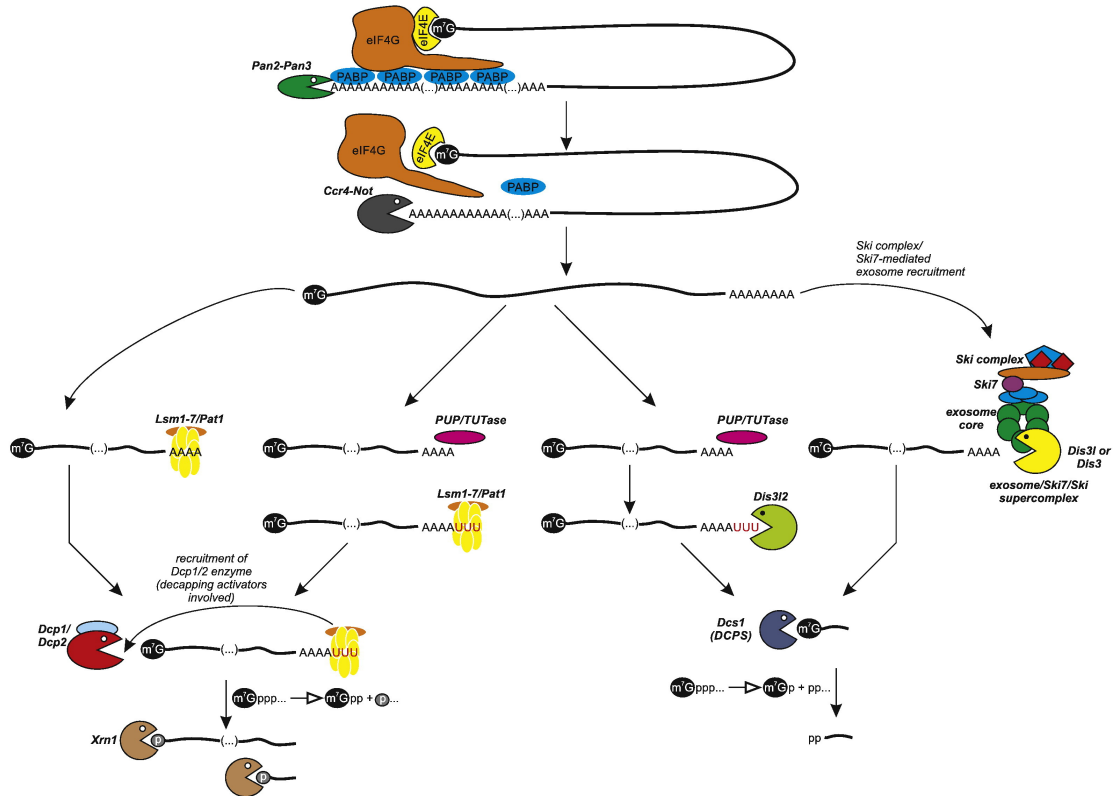 eIF4G
eIF4E
m⁷G
Pan2-Pan3
PABP PABP PABP PABP
AAAAAAAAAAA(...)AAAAAAAA(...)AAA
eIF4G
eIF4E
m⁷G
PABP
Ccr4-Not
AAAAAAAAAAAA(...)AAA
Ski complex/
Ski7-mediated
exosome recruitment
m⁷G
AAAAAAAA
Ski complex
Ski7
exosome
core
Dis3l or
Dis3
exosome/Ski7/Ski
supercomplex
Lsm1-7/Pat1
m⁷G (...) AAAA
PUP/TUTase
m⁷G (...) AAAA
PUP/TUTase
m⁷G (...) AAAA
m⁷G (...) AAAA
Lsm1-7/Pat1
m⁷G (...) AAAAUUU
Dis3l2
m⁷G (...) AAAAUUU
recruitment of
Dcp1/2 enzyme
(decapping activators
involved)
Dcp1/
Dcp2
m⁷G (...) AAAAUUU
Dcs1
(DCPS)
m⁷G
m⁷Gppp... m⁷Gpp + p...
m⁷Gppp... m⁷Gp + pp...
Xrn1
p (...)
pp
p